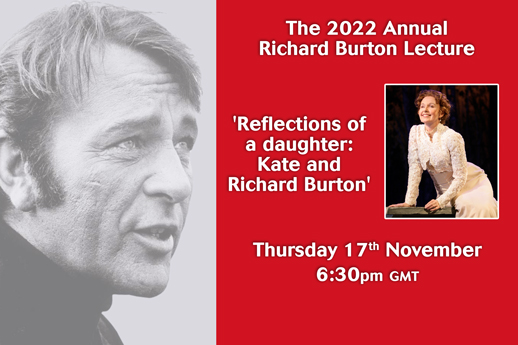 The 2022 Annual
Richard Burton Lecture
'Reflections of
a daughter:
Kate and
Richard Burton'
Thursday 17th November
6:30pm GMT